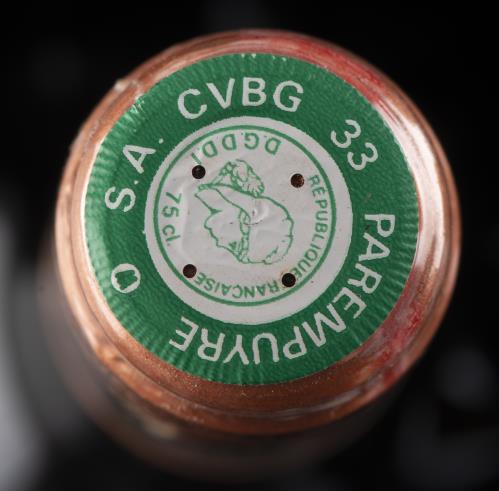 S.A. CVBG 33 PAREMPUYRE O
D.G.D.D.I RÉPUBLIQUE FRANÇAISE 75 cl.